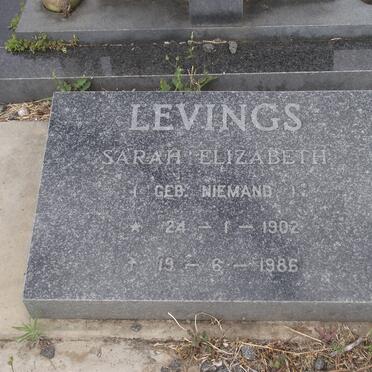 LEVINGS
SARAH ELIZABETH
( GEB. NIEMAND )
* 24 – 1 – 1902
† 19 – 6 – 1986